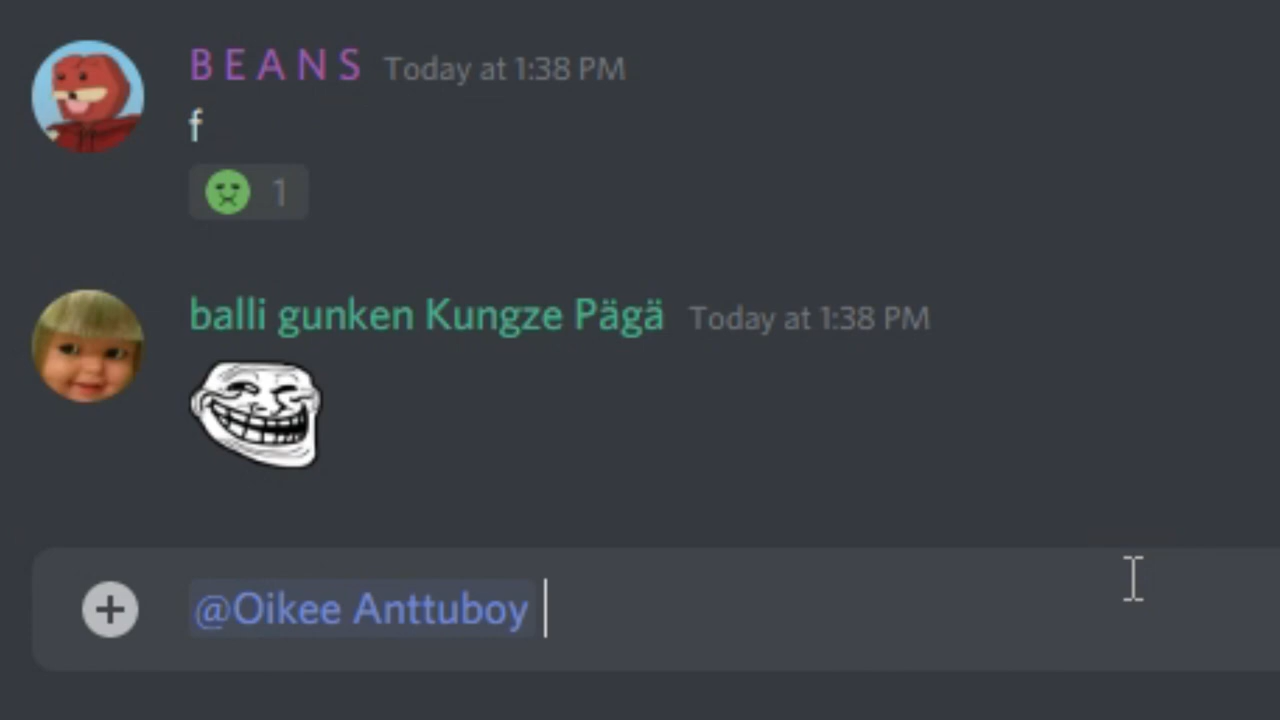 B E A N S Today at 1:38 PM
f
1
balli gunken Kungze Pägä Today at 1:38 PM
@Oikee Anttuboy